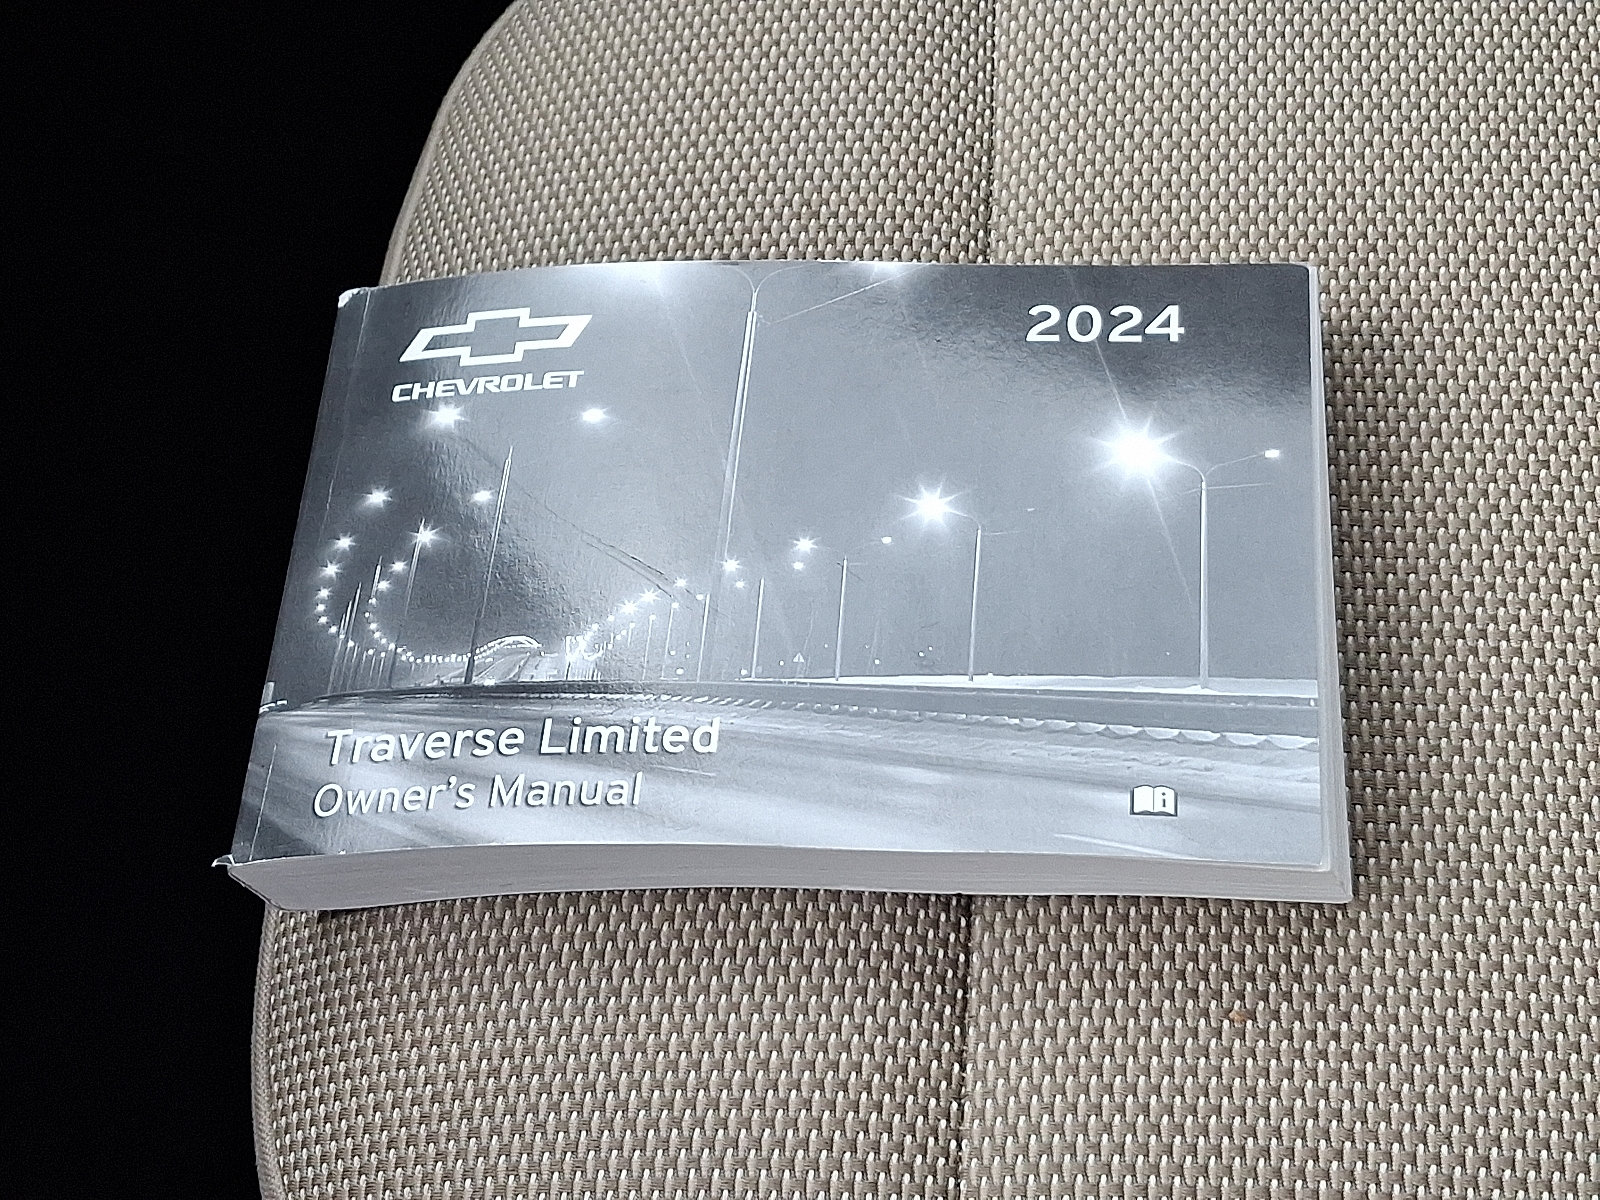 CHEVROLET
2024
Traverse Limited
Owner's Manual